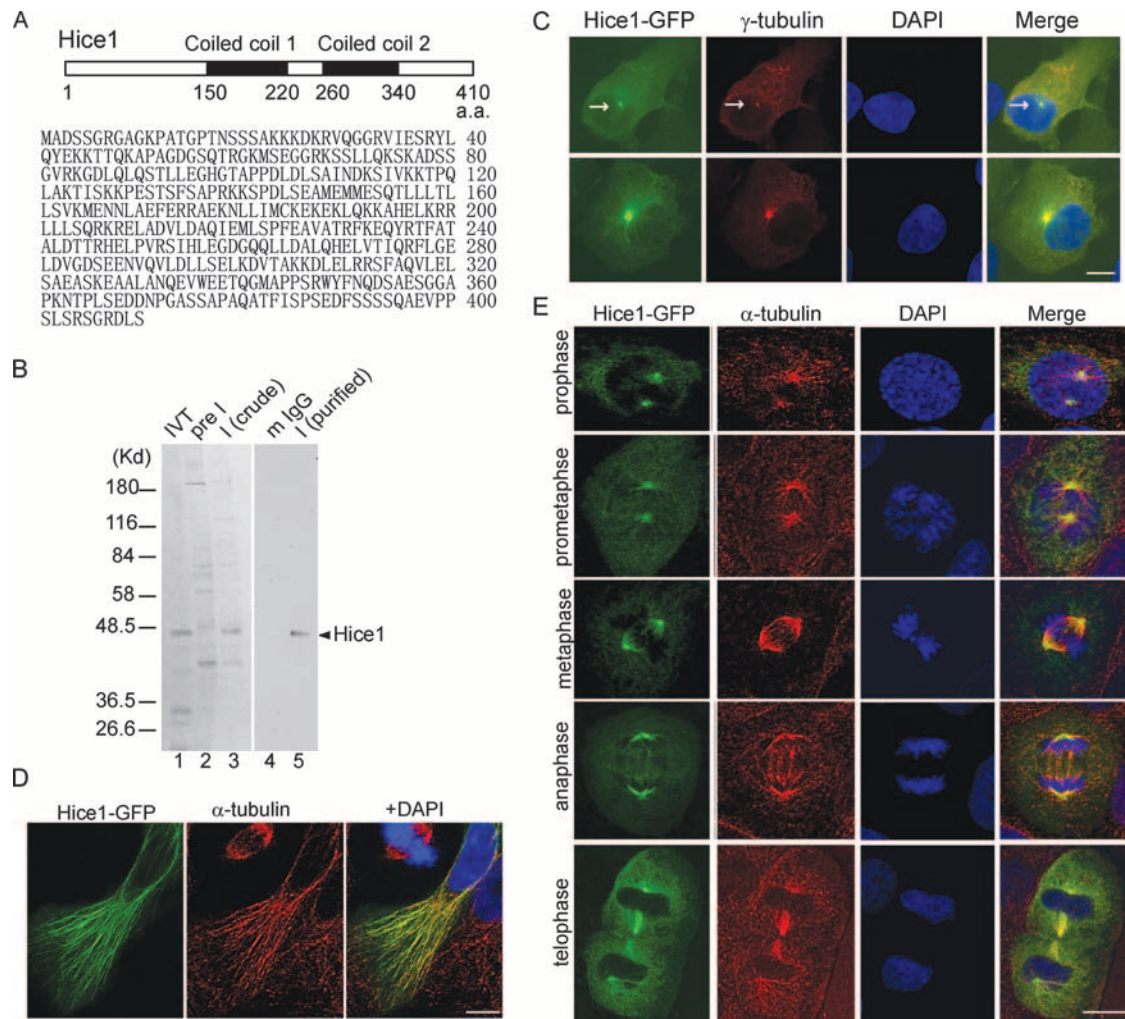 A
Hice1
Coiled coil 1 Coiled coil 2
1 150 220 260 340 410
a.a.
MADSSGRGAGKPATGPTNSSSAKKKDKRVQGGRVIESRYL 40
QYEKKTTQKAPAGDGSQTRGKMSEGGRKSSLLQKSKADSS 80
GVRKGDLQLQSTLLEGHGTAPPDLDLSAINDKSIVKKTPQ 120
LAKTISKKPESTSFSAPRKKSPDLSEAMEMMESQTLLLTL 160
LSVKMENNLAEFERRAEKNLLIMCKEKEKLQKKAHELKRR 200
LLLSQRKRELADVLDAQIEMLSPFEAVATRFKEQYRTFAT 240
ALDTTRHELPVRSIHLEGDGQQLLDALQHELVTIQRFLGE 280
LDVGDSEENVQVLDLLSELKDVTAKKDLELRRSFAQVLEL 320
SAEASKEAALANQEVWEETQGMAPPSRWYFNQDSAESGGA 360
PKNTPLSEDDNPGASSAPAQATFISPSEDFSSSSQAEVPP 400
SLSRSGRDLS
B
IVT pre I I (crude) m IgG I (purified)
(Kd)
180
116
84
58
48.5
36.5
26.6
Hice1
1 2 3 4 5
C
Hice1-GFP γ-tubulin DAPI Merge
D
Hice1-GFP α-tubulin +DAPI
E
Hice1-GFP α-tubulin DAPI Merge
prophase
prometaphse
metaphase
anaphase
telophase